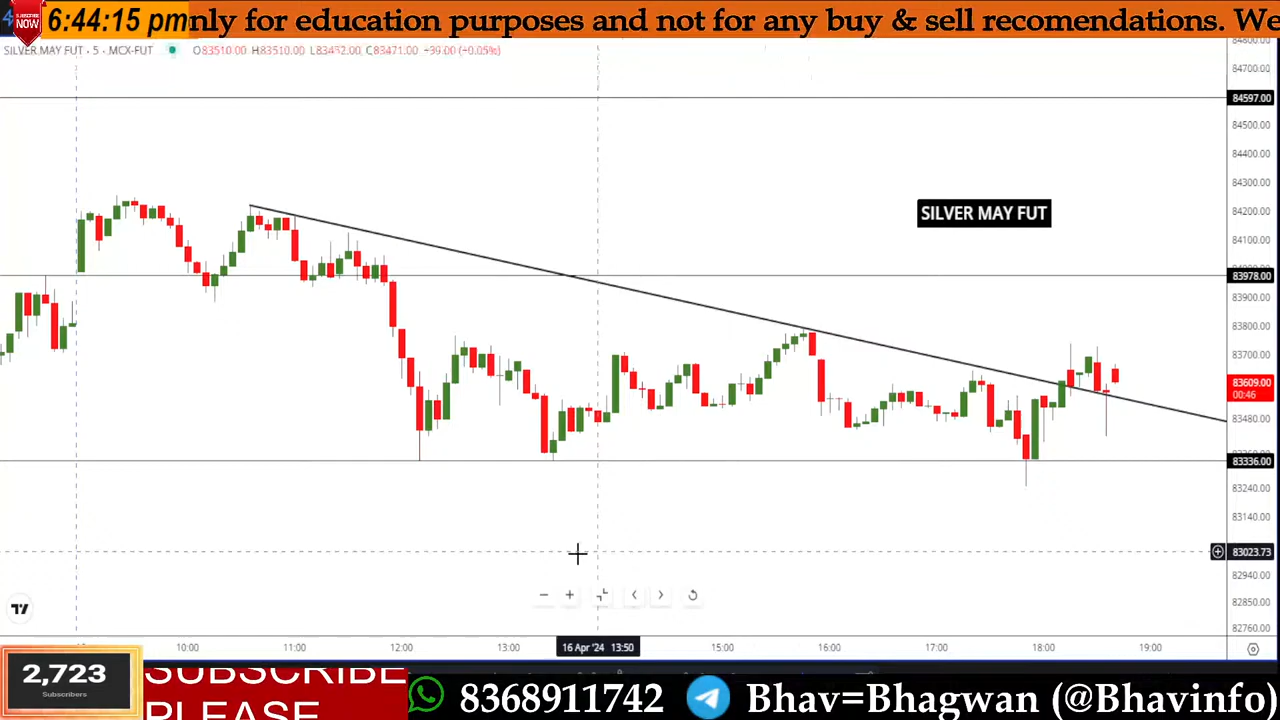 SUBSCRIBE
NOW
6:44:15 pm
nly for education purposes and not for any buy & sell recomendations. We
SILVER MAY FUT · 5 · MCX-FUT O83510.00 H83510.00 L83452.00 C83471.00 −39.00 (−0.05%)
84800.00
84700.00
84597.00
84500.00
84400.00
84300.00
SILVER MAY FUT
84200.00
84100.00
83978.00
83900.00
83800.00
83700.00
83609.00
00:46
83480.00
83336.00
83240.00
83140.00
83023.73
82940.00
82850.00
82760.00
10:00 11:00 12:00 13:00 16 Apr '24 13:50 15:00 16:00 17:00 18:00 19:00
2,723
Subscribers
SUBSCRIBE
PLEASE
8368911742
Bhav=Bhagwan (@Bhavinfo)